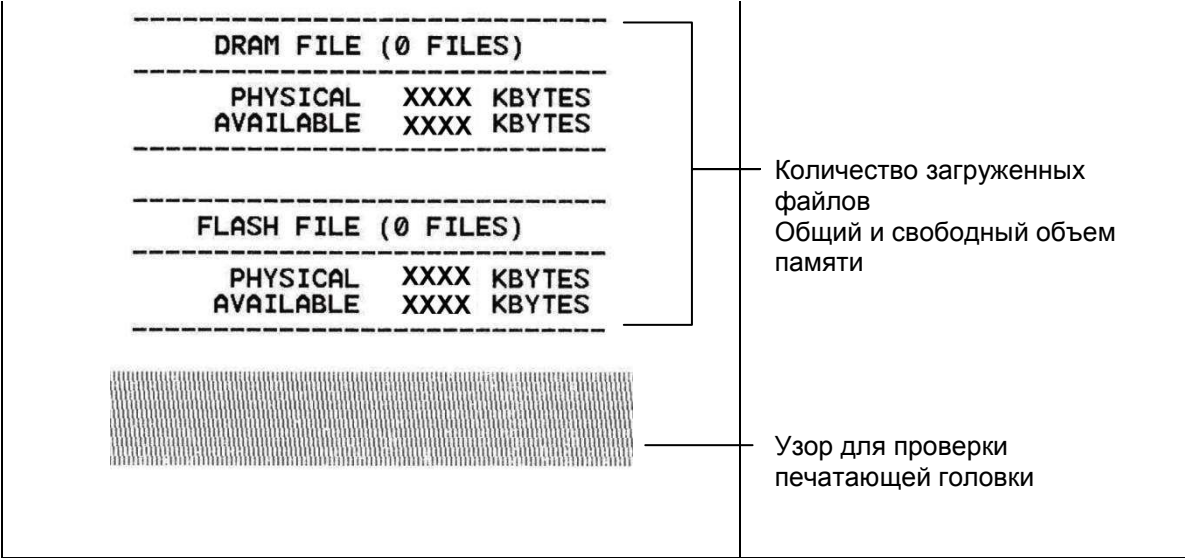 DRAM FILE (0 FILES)
PHYSICAL XXXX KBYTES
AVAILABLE XXXX KBYTES
FLASH FILE (0 FILES)
PHYSICAL XXXX KBYTES
AVAILABLE XXXX KBYTES
Количество загруженных
файлов
Общий и свободный объем
памяти
Узор для проверки
печатающей головки